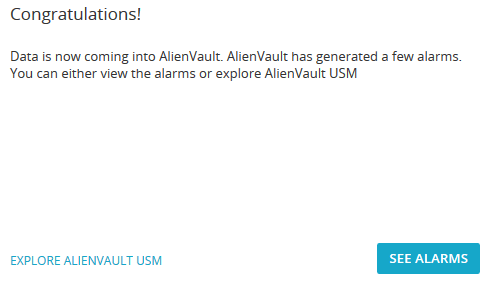 Congratulations!
Data is now coming into AlienVault. AlienVault has generated a few alarms.
You can either view the alarms or explore AlienVault USM
EXPLORE ALIENVAULT USM
SEE ALARMS